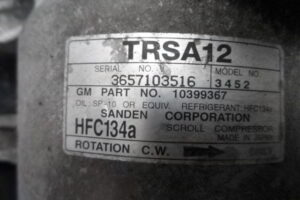 TRSA12
SERIAL NO. MODEL NO.
3657103516 3452
GM PART NO. 10399367
OIL SP-10 OR EQUIV. REFRIGERANT HFC134a
SANDEN CORPORATION
HFC134a SCROLL COMPRESSOR
MADE IN JAPAN
ROTATION C.W.